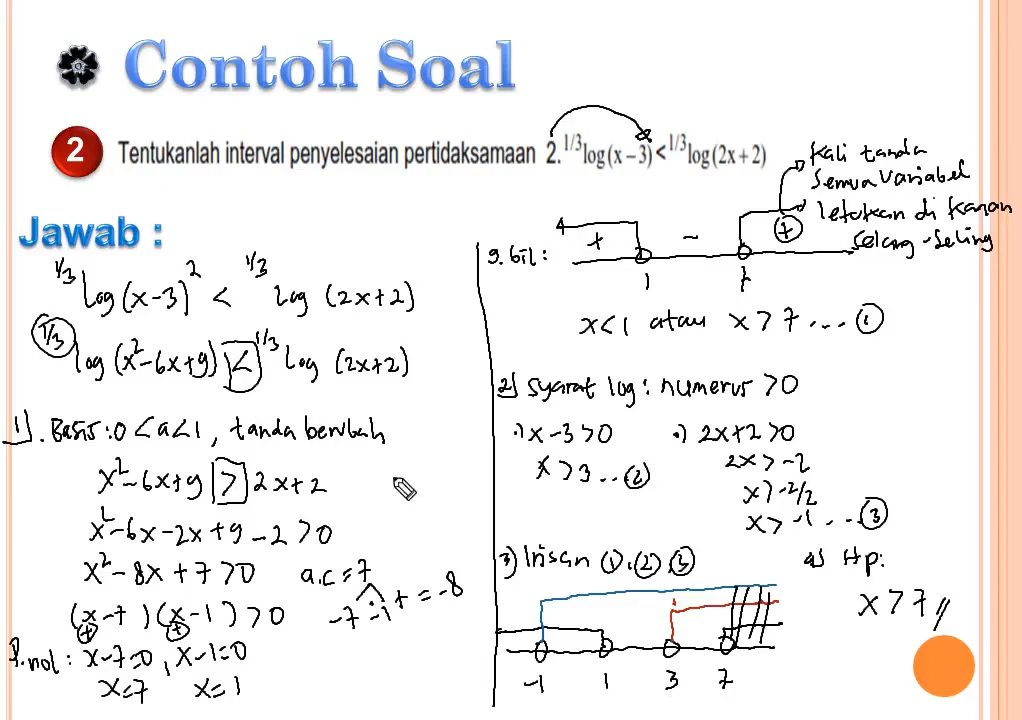 Contoh Soal
2 Tentukanlah interval penyelesaian pertidaksamaan 2. 1/3 log(x – 3) < 1/3 log(2x + 2)
Jawab :
1/3 log (x-3)² < 1/3 log (2x+2)
1/3 log (x²-6x+9) < 1/3 log (2x+2)
1). Basis: 0 < a < 1, tanda berubah
x²-6x+9 > 2x+2
x²-6x-2x+9-2 > 0
x²-8x+7 > 0
a.c = 7
-7 -1 + = -8
(x-7) (x-1) > 0
+ +
P. nol: x-7=0, x-1=0
x=7 x=1
Kali tanda
semua variabel
letakan di kanan
selang-seling
g. bil: + - +
1 7
x < 1 atau x > 7 ... 1
2) syarat log: numerus > 0
.) x-3 > 0 .) 2x+2 > 0
x > 3 ... 2
2x > -2
x > -2/2
x > -1 ... 3
3) Irisan 1, 2, 3
-1 1 3 7
Hp:
x > 7 //